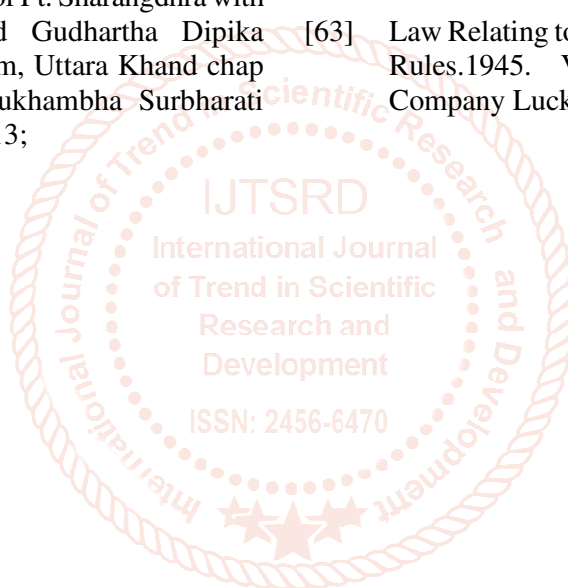 of Pt. Sharangdhra with
d Gudhartha Dipika
m, Uttara Khand chap
ukhambha Surbharati
13;
[63] Law Relating to
Rules.1945. V
Company Luck
International Journal of Trend in Scientific Research and Development
IJTSRD
International Journal
of Trend in Scientific
Research and
Development
ISSN: 2456-6470